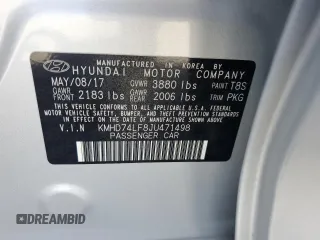 MADE IN KOREA
HYUNDAI MOTOR COMPANY
MAY/08/17 GVWR 3880 lbs PAINT T8S
GAWR FRONT 2183 lbs GAWR REAR 2006 lbs TRIM PKG
THIS VEHICLE CONFORMS TO ALL APPLICABLE U.S. FEDERAL
MOTOR VEHICLE SAFETY, BUMPER, AND THEFT PREVENTION
STANDARDS IN EFFECT ON THE DATE OF MANUFACTURE SHOWN ABOVE.
V.I.N KMHD74LF8JU471498
PASSENGER CAR
DREAMBID